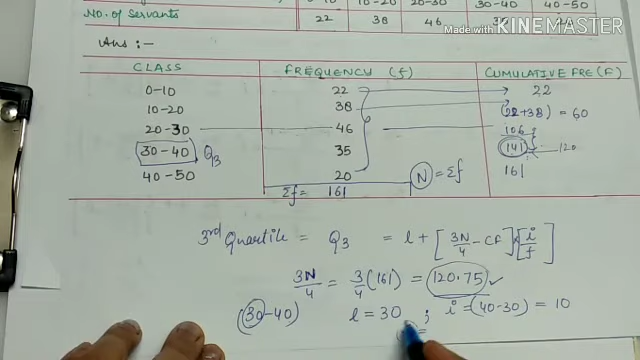 10-20 20-30 30-40 40-50
No. of Servants 22 38 46
Made with KINEMASTER
Ans :-
CLASS FREQUENCY (f) CUMULATIVE FRE (F)
0-10 22 22
10-20 38 (22+38) = 60
20-30 46 106
30-40 Q3 35 141 120
40-50 20 N = Σf 161
Σf = 161
3rd Quartile = Q3 = l + [3N/4 - CF] × [i/f]
3N/4 = 3/4 (161) = 120.75 ✓
(30-40) l = 30 ; i = (40-30) = 10